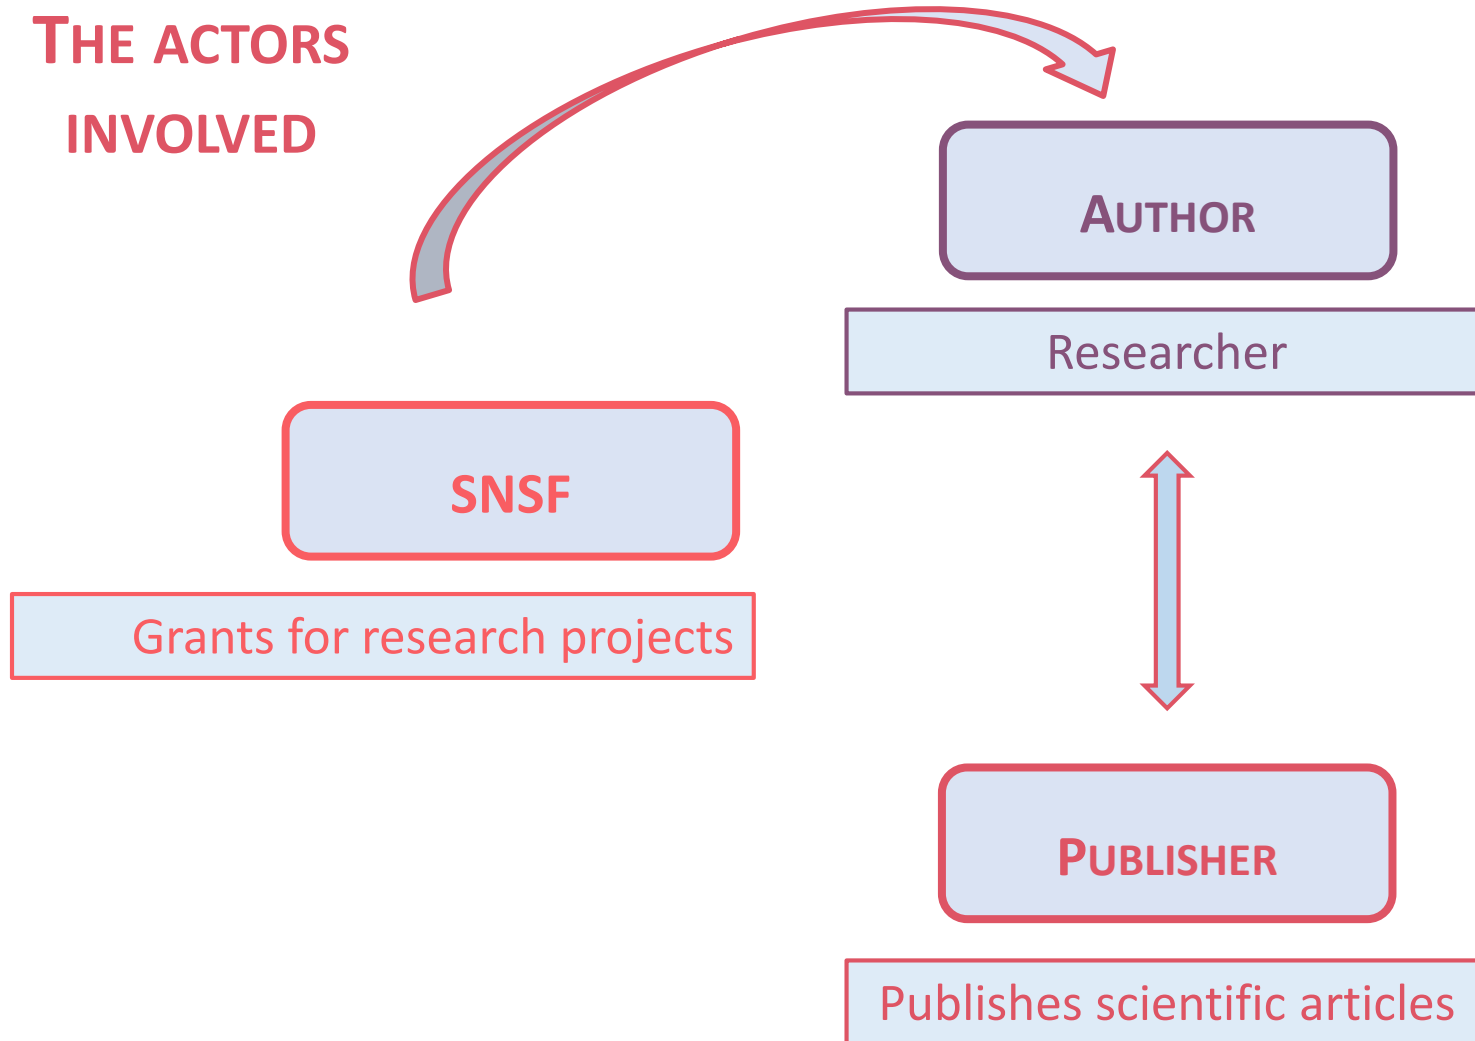 THE ACTORS
INVOLVED
AUTHOR
Researcher
SNSF
Grants for research projects
PUBLISHER
Publishes scientific articles